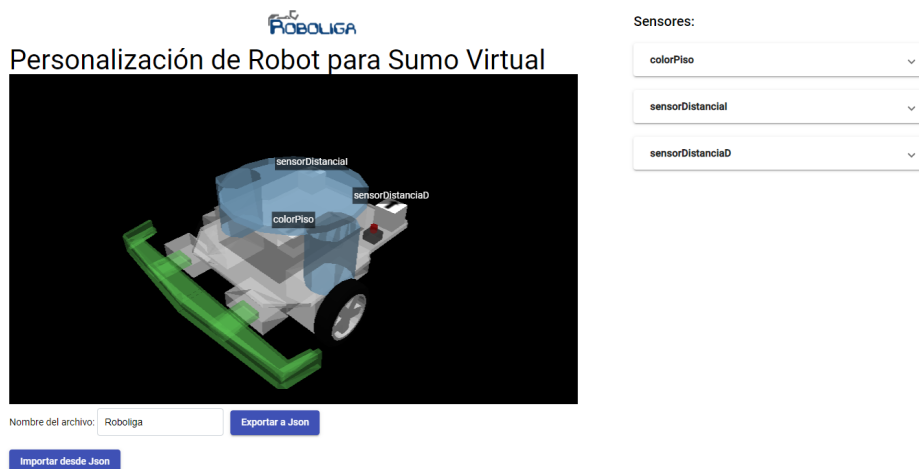 ROBOLIGA
Personalización de Robot para Sumo Virtual
sensorDistanciaI
sensorDistanciaD
colorPiso
Nombre del archivo:
Roboliga
Exportar a Json
Importar desde Json
Sensores:
colorPiso
sensorDistanciaI
sensorDistanciaD